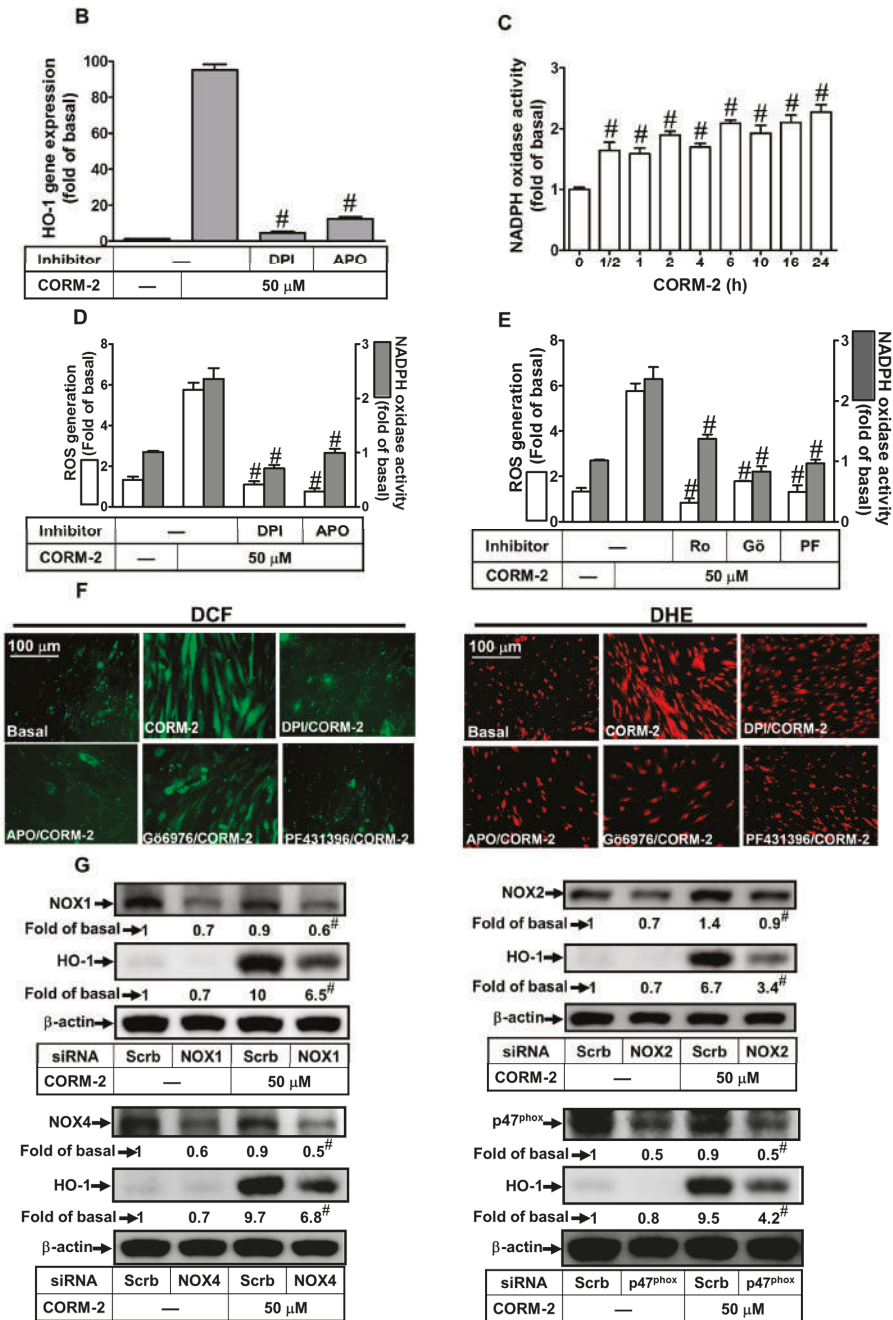 B
HO-1 gene expression
(fold of basal)
100
80
60
40
20
0
# #
Inhibitor — DPI APO
CORM-2 — 50 μM
C
NADPH oxidase activity
(fold of basal)
3
2
1
0
# # # # # # # #
0 1/2 1 2 4 6 10 16 24
CORM-2 (h)
D
ROS generation
(Fold of basal)
8
6
4
2
0
NADPH oxidase activity
(fold of basal)
3
2
1
0
# # # #
Inhibitor — DPI APO
CORM-2 — 50 μM
E
ROS generation
(Fold of basal)
8
6
4
2
0
NADPH oxidase activity
(fold of basal)
3
2
1
0
# # # # # #
Inhibitor — Ro Gö PF
CORM-2 — 50 μM
F
DCF
100 μm
Basal
CORM-2
DPI/CORM-2
APO/CORM-2
Gö6976/CORM-2
PF431396/CORM-2
DHE
100 μm
Basal
CORM-2
DPI/CORM-2
APO/CORM-2
Gö6976/CORM-2
PF431396/CORM-2
G
NOX1
Fold of basal 1 0.7 0.9 0.6#
HO-1
Fold of basal 1 0.7 10 6.5#
β-actin
siRNA Scrb NOX1 Scrb NOX1
CORM-2 — 50 μM
NOX2
Fold of basal 1 0.7 1.4 0.9#
HO-1
Fold of basal 1 0.7 6.7 3.4#
β-actin
siRNA Scrb NOX2 Scrb NOX2
CORM-2 — 50 μM
NOX4
Fold of basal 1 0.6 0.9 0.5#
HO-1
Fold of basal 1 0.7 9.7 6.8#
β-actin
siRNA Scrb NOX4 Scrb NOX4
CORM-2 — 50 μM
p47phox
Fold of basal 1 0.5 0.9 0.5#
HO-1
Fold of basal 1 0.8 9.5 4.2#
β-actin
siRNA Scrb p47phox Scrb p47phox
CORM-2 — 50 μM